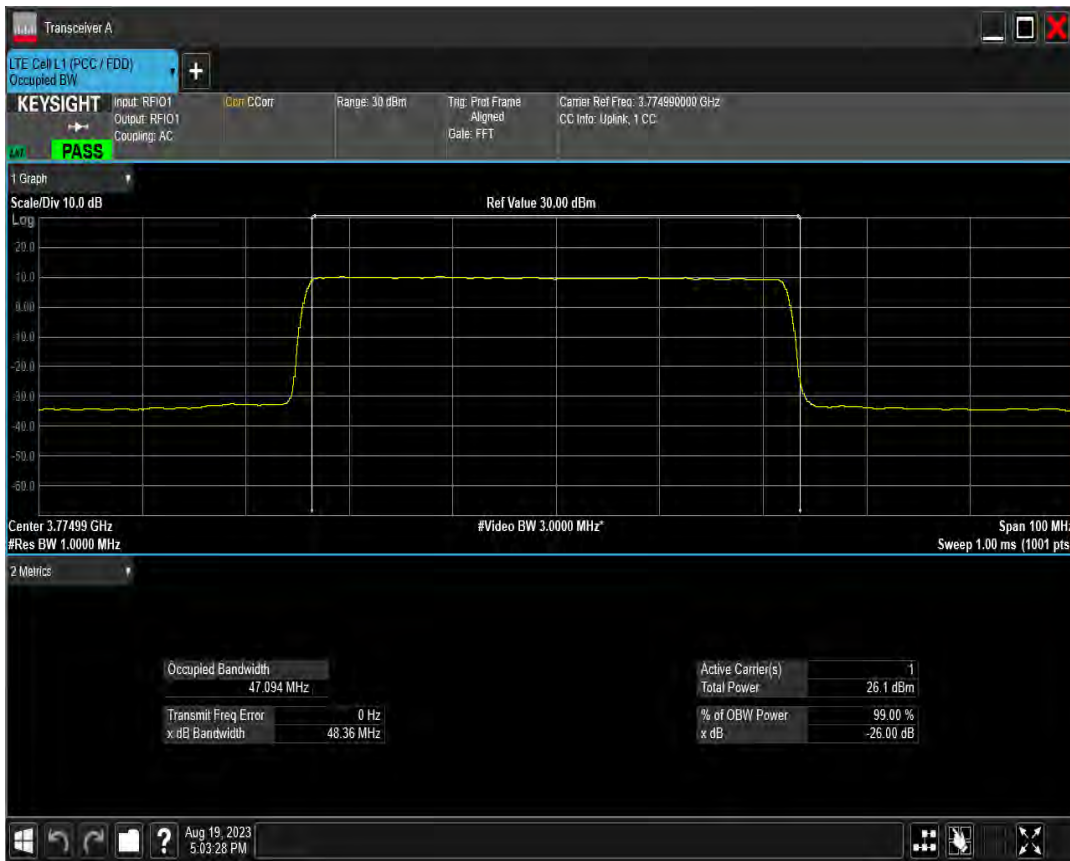 Transceiver A
LTE Cell L1 (PCC / FDD)
Occupied BW
+
KEYSIGHT
PASS
Input: RFIO1
Output: RFIO1
Coupling: AC
Corr CCorr
Range: 30 dBm
Trig: Prot Frame
Aligned
Gate: FFT
Carrier Ref Freq: 3.774990000 GHz
CC Info: Uplink, 1 CC
1 Graph
Scale/Div 10.0 dB
Ref Value 30.00 dBm
Log
20.0
10.0
0.00
-10.0
-20.0
-30.0
-40.0
-50.0
-60.0
Center 3.77499 GHz
#Video BW 3.0000 MHz*
Span 100 MHz
#Res BW 1.0000 MHz
Sweep 1.00 ms (1001 pts
2 Metrics
Occupied Bandwidth
47.094 MHz
Transmit Freq Error 0 Hz
x dB Bandwidth 48.36 MHz
Active Carrier(s) 1
Total Power 26.1 dBm
% of OBW Power 99.00 %
x dB -26.00 dB
?
Aug 19, 2023
5:03:28 PM